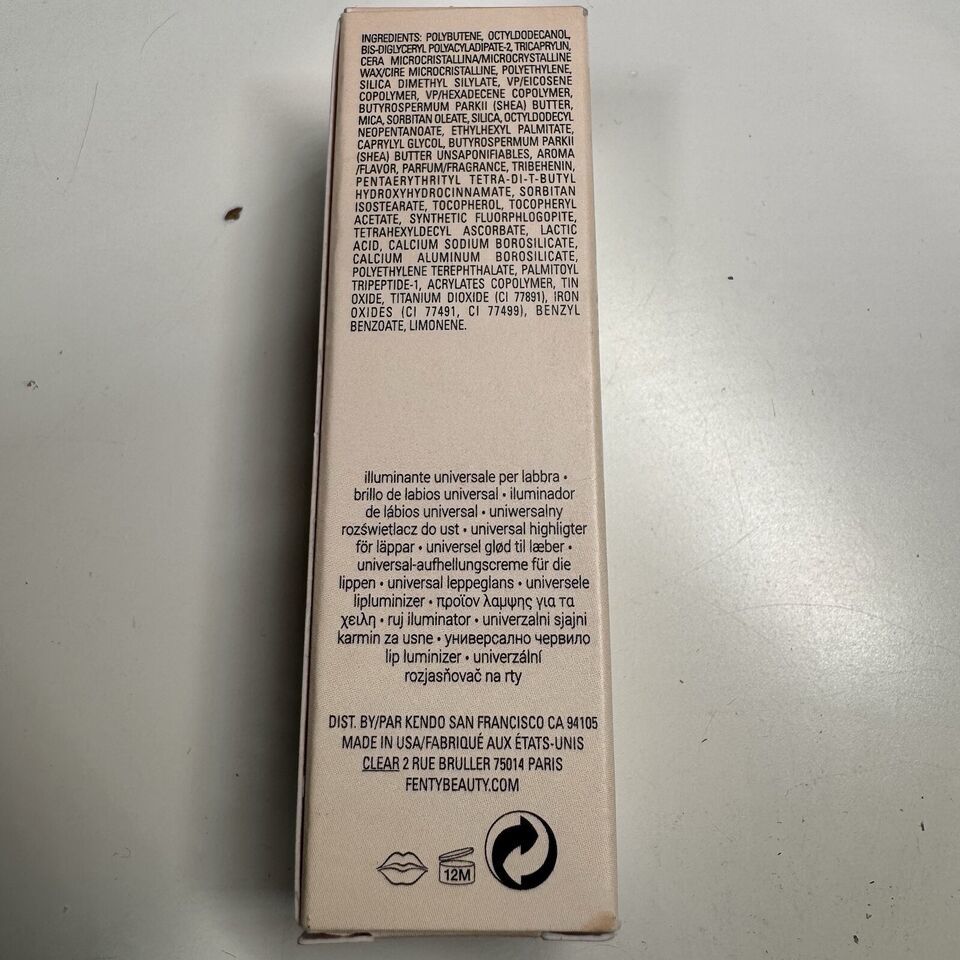 INGREDIENTS: POLYBUTENE, OCTYLDODECANOL,
BIS-DIGLYCERYL POLYACYLADIPATE-2, TRICAPRYLIN,
CERA MICROCRISTALLINA/MICROCRYSTALLINE
WAX/CIRE MICROCRISTALLINE, POLYETHYLENE,
SILICA DIMETHYL SILYLATE, VP/EICOSENE
COPOLYMER, VP/HEXADECENE COPOLYMER,
BUTYROSPERMUM PARKII (SHEA) BUTTER,
MICA, SORBITAN OLEATE, SILICA, OCTYLDODECYL
NEOPENTANOATE, ETHYLHEXYL PALMITATE,
CAPRYLYL GLYCOL, BUTYROSPERMUM PARKII
(SHEA) BUTTER UNSAPONIFIABLES, AROMA
/FLAVOR, PARFUM/FRAGRANCE, TRIBEHENIN,
PENTAERYTHRITYL TETRA-DI-T-BUTYL
HYDROXYHYDROCINNAMATE, SORBITAN
ISOSTEARATE, TOCOPHEROL, TOCOPHERYL
ACETATE, SYNTHETIC FLUORPHLOGOPITE,
TETRAHEXYLDECYL ASCORBATE, LACTIC
ACID, CALCIUM SODIUM BOROSILICATE,
CALCIUM ALUMINUM BOROSILICATE,
POLYETHYLENE TEREPHTHALATE, PALMITOYL
TRIPEPTIDE-1, ACRYLATES COPOLYMER, TIN
OXIDE, TITANIUM DIOXIDE (CI 77891), IRON
OXIDES (CI 77491, CI 77499), BENZYL
BENZOATE, LIMONENE.
illuminante universale per labbra •
brillo de labios universal • iluminador
de lábios universal • uniwersalny
rozświetlacz do ust • universal highligter
för läppar • universel glød til læber •
universal-aufhellungscreme für die
lippen • universal leppeglans • universele
lipluminizer • προϊον λαμψης για τα
χειλη • ruj iluminator • univerzalni sjajni
karmin za usne • универсално червило
lip luminizer • univerzální
rozjasňovač na rty
DIST. BY/PAR KENDO SAN FRANCISCO CA 94105
MADE IN USA/FABRIQUÉ AUX ÉTATS-UNIS
CLEAR 2 RUE BRULLER 75014 PARIS
FENTYBEAUTY.COM
12M